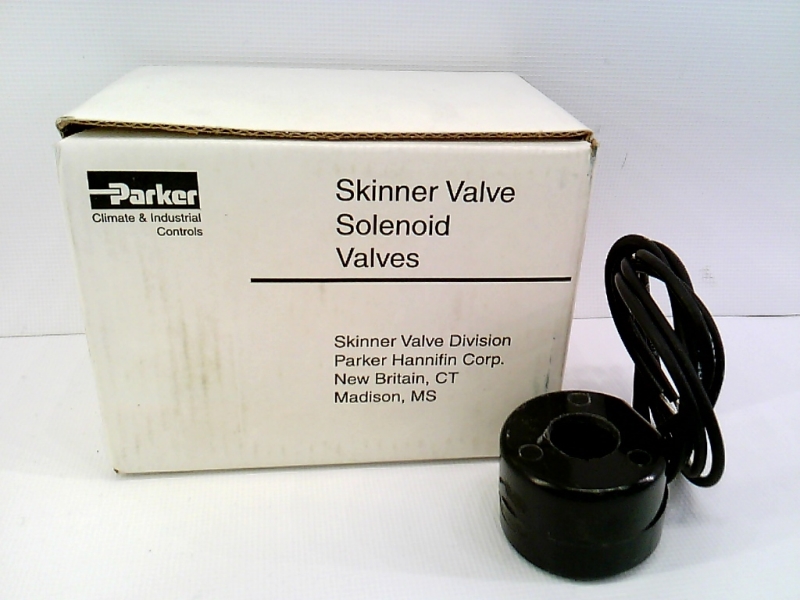 Parker
Climate & Industrial
Controls
Skinner Valve
Solenoid
Valves
Skinner Valve Division
Parker Hannifin Corp.
New Britain, CT
Madison, MS